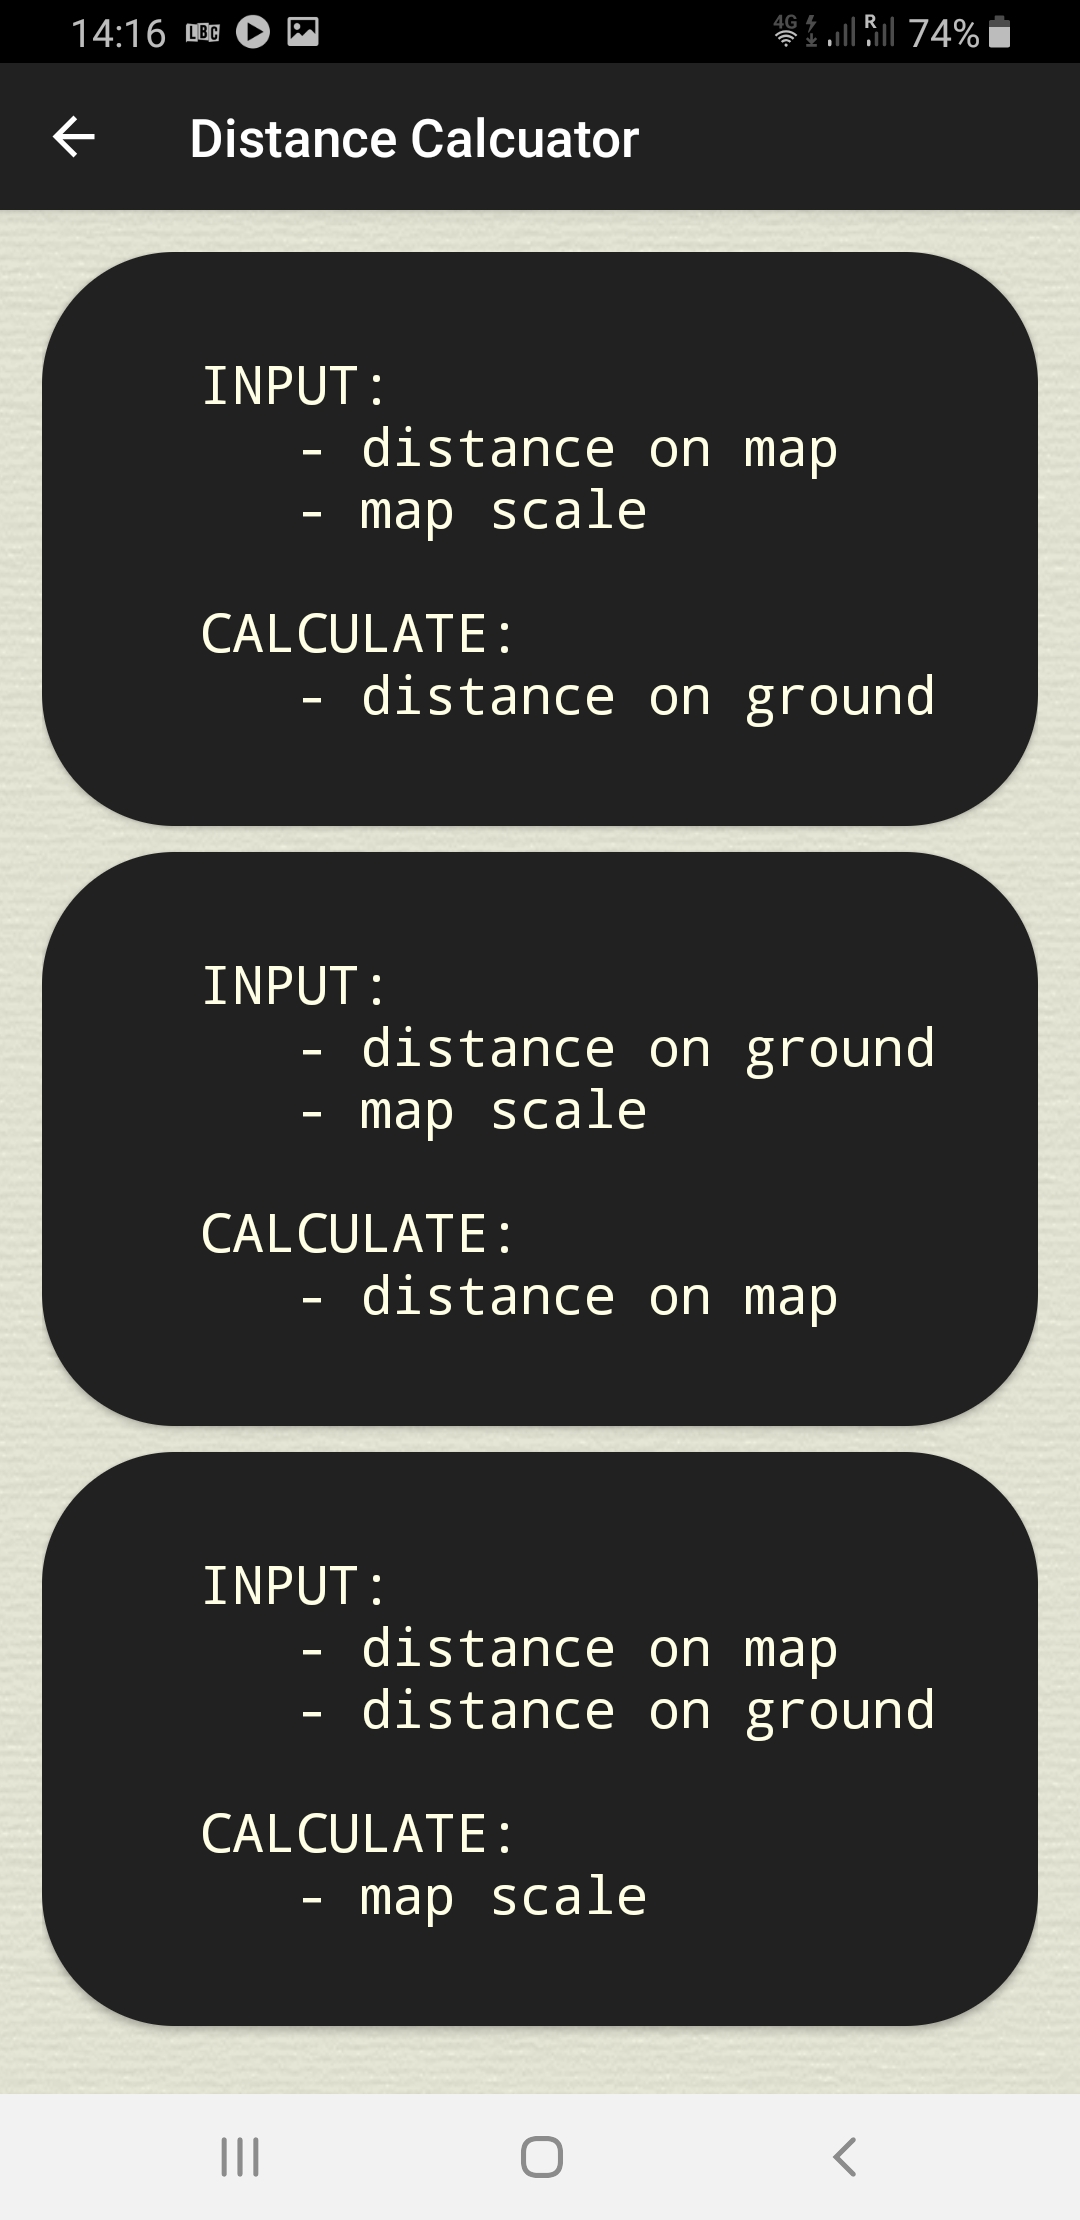 14:16 LBC 4G R 74%
Distance Calcuator
INPUT:
- distance on map
- map scale
CALCULATE:
- distance on ground
INPUT:
- distance on ground
- map scale
CALCULATE:
- distance on map
INPUT:
- distance on map
- distance on ground
CALCULATE:
- map scale